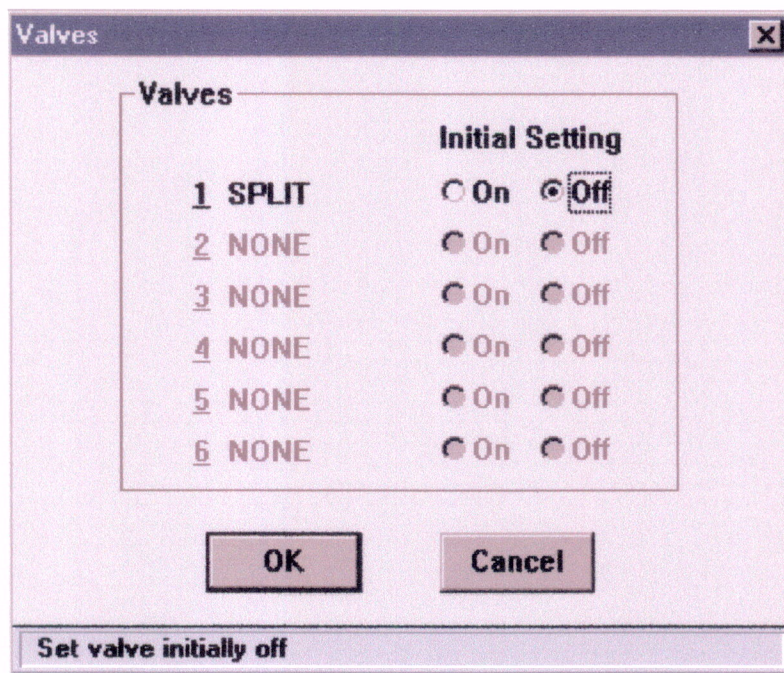 Valves
Valves
Initial Setting
1 SPLIT On Off
2 NONE On Off
3 NONE On Off
4 NONE On Off
5 NONE On Off
6 NONE On Off
OK Cancel
Set valve initially off